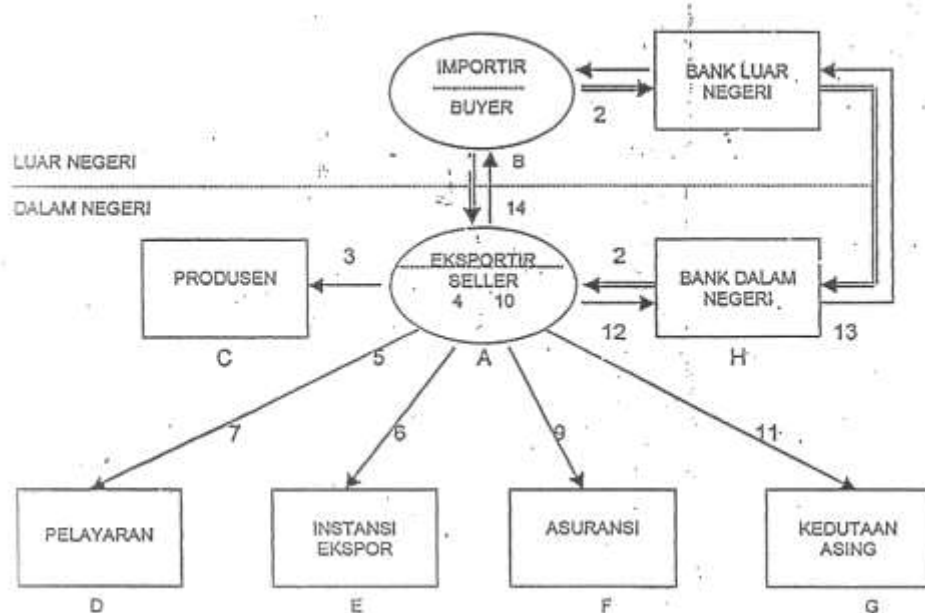 IMPORTIR
BUYER
BANK LUAR
NEGERI
2
B
LUAR NEGERI
DALAM NEGERI
14
PRODUSEN
3
EKSPORTIR
SELLER
4 10
2
BANK DALAM
NEGERI
12
13
C
5
A
H
7
6
9
11
PELAYARAN
INSTANSI
EKSPOR
ASURANSI
KEDUTAAN
ASING
D
E
F
G